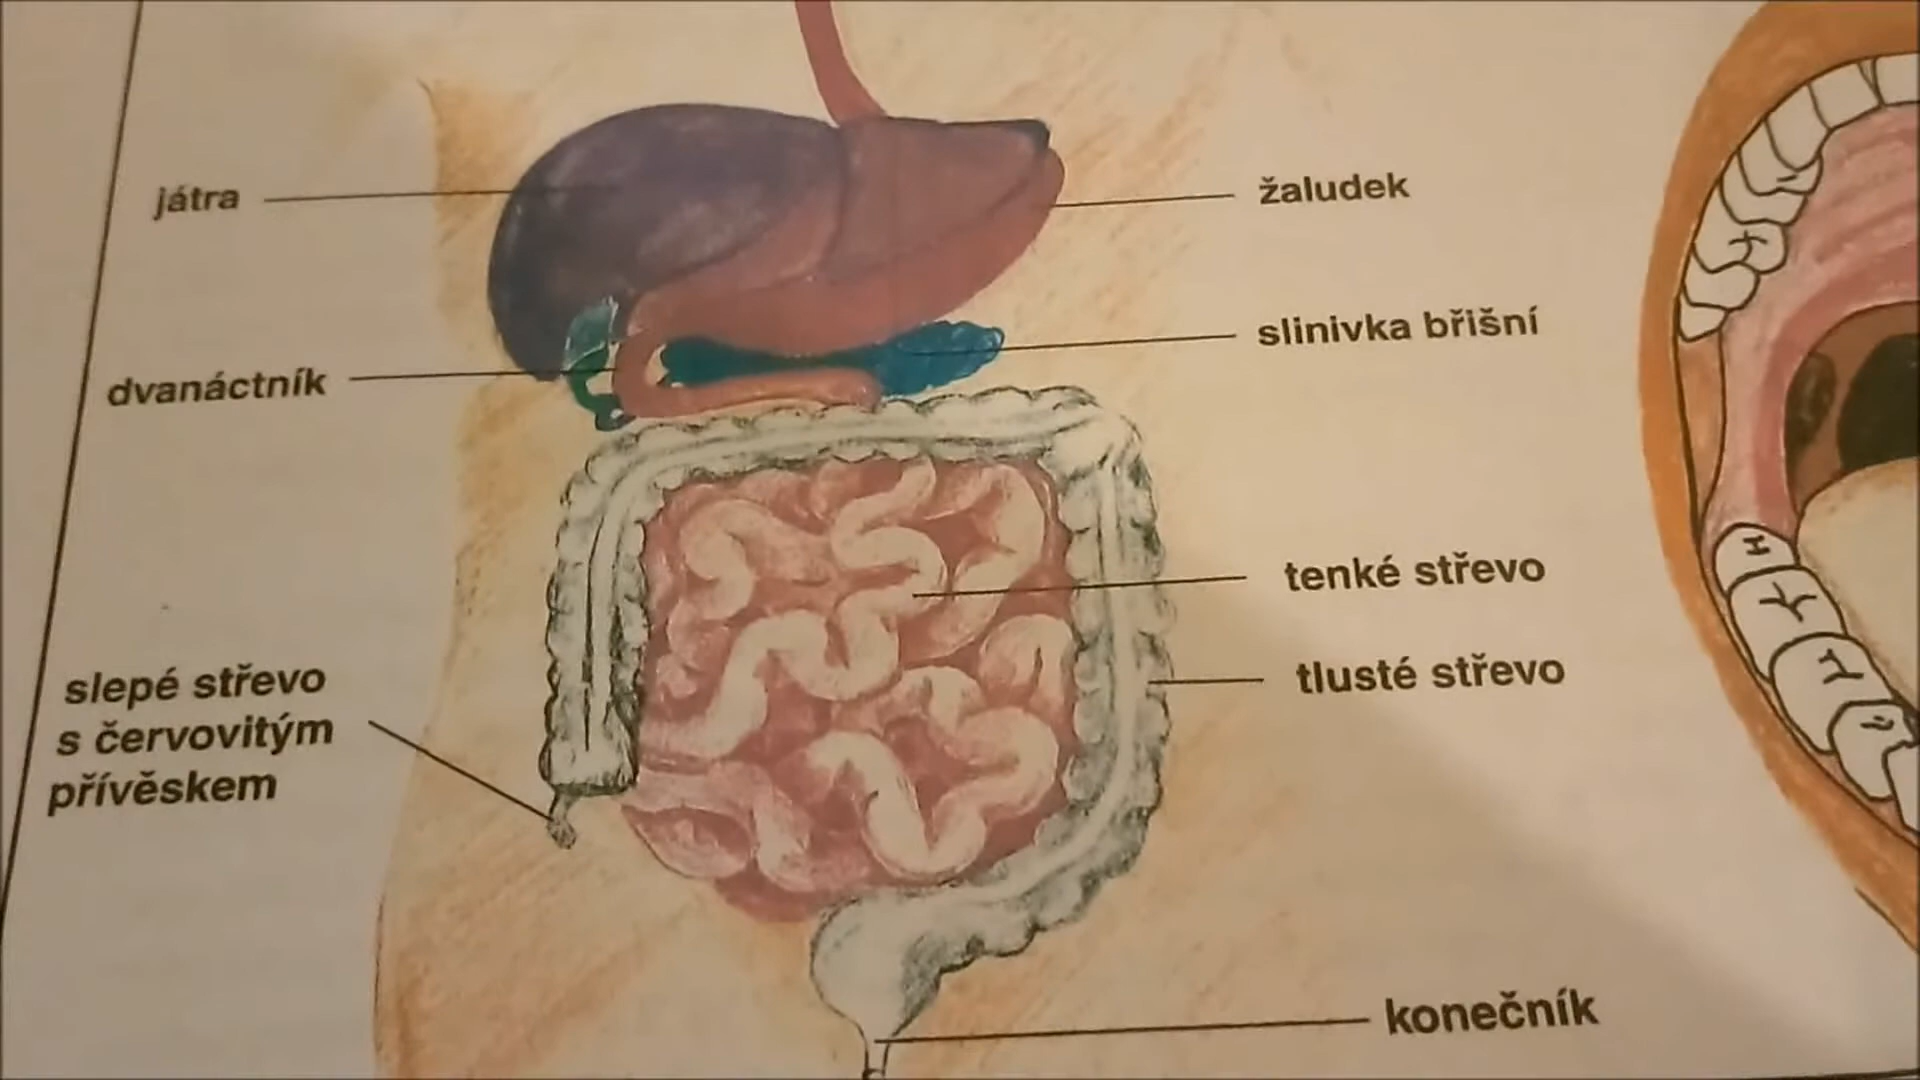 játra
žaludek
slinivka břišní
dvanáctník
tenké střevo
tlusté střevo
slepé střevo
s červovitým
přívěskem
konečník